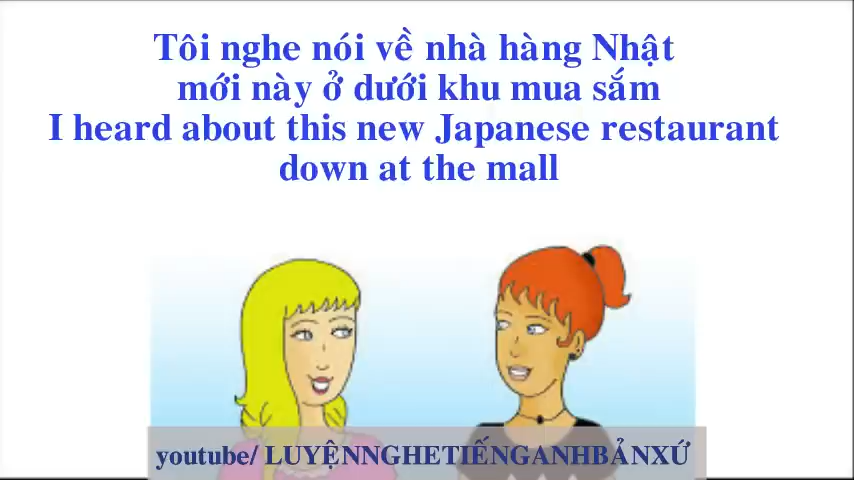 Tôi nghe nói về nhà hàng Nhật
mới này ở dưới khu mua sắm
I heard about this new Japanese restaurant
down at the mall
youtube/ LUYỆNNGHETIẾNGANHBẢNXỨ